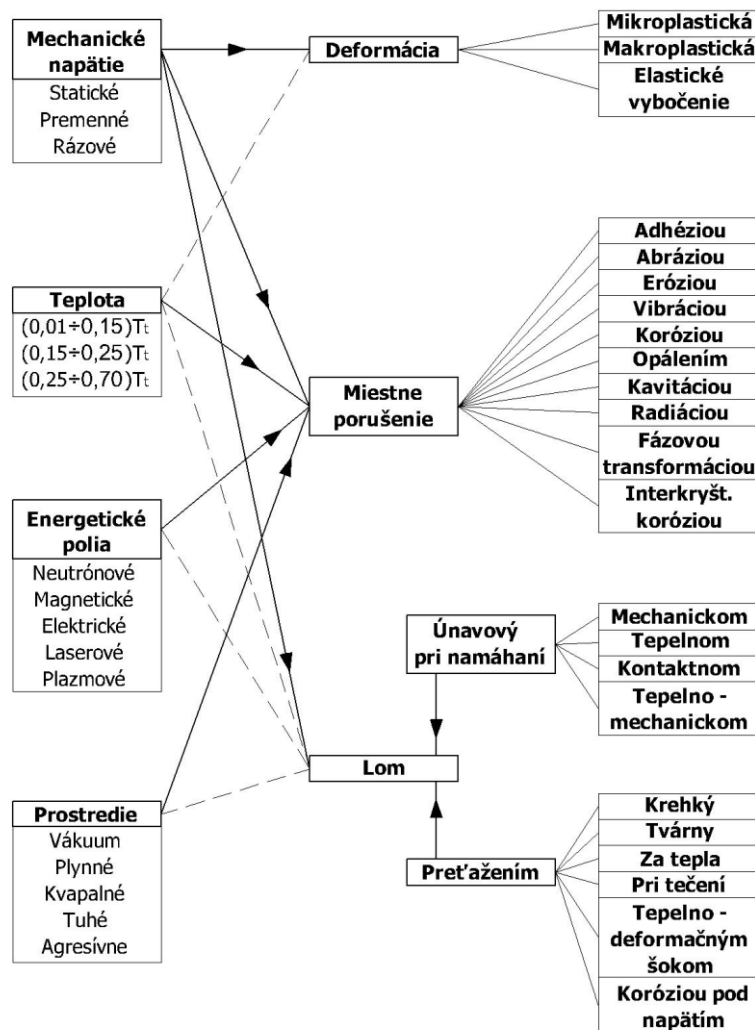 Mechanické
napätie
Statické
Premenné
Rázové
Deformácia
Mikroplastická
Makroplastická
Elastické
vybočenie
Teplota
(0,01÷0,15)Tt
(0,15÷0,25)Tt
(0,25÷0,70)Tt
Miestne
porušenie
Adhéziou
Abráziou
Eróziou
Vibráciou
Koróziou
Opálením
Kavitáciou
Radiáciou
Fázovou
transformáciou
Interkryšt.
koróziou
Energetické
polia
Neutrónové
Magnetické
Elektrické
Laserové
Plazmové
Únavový
pri namáhaní
Mechanickom
Tepelnom
Kontaktnom
Tepelno -
mechanickom
Lom
Prostredie
Vákuum
Plynné
Kvapalné
Tuhé
Agresívne
Preťažením
Krehký
Tvárny
Za tepla
Pri tečení
Tepelno -
deformačným
šokom
Koróziou pod
napätím